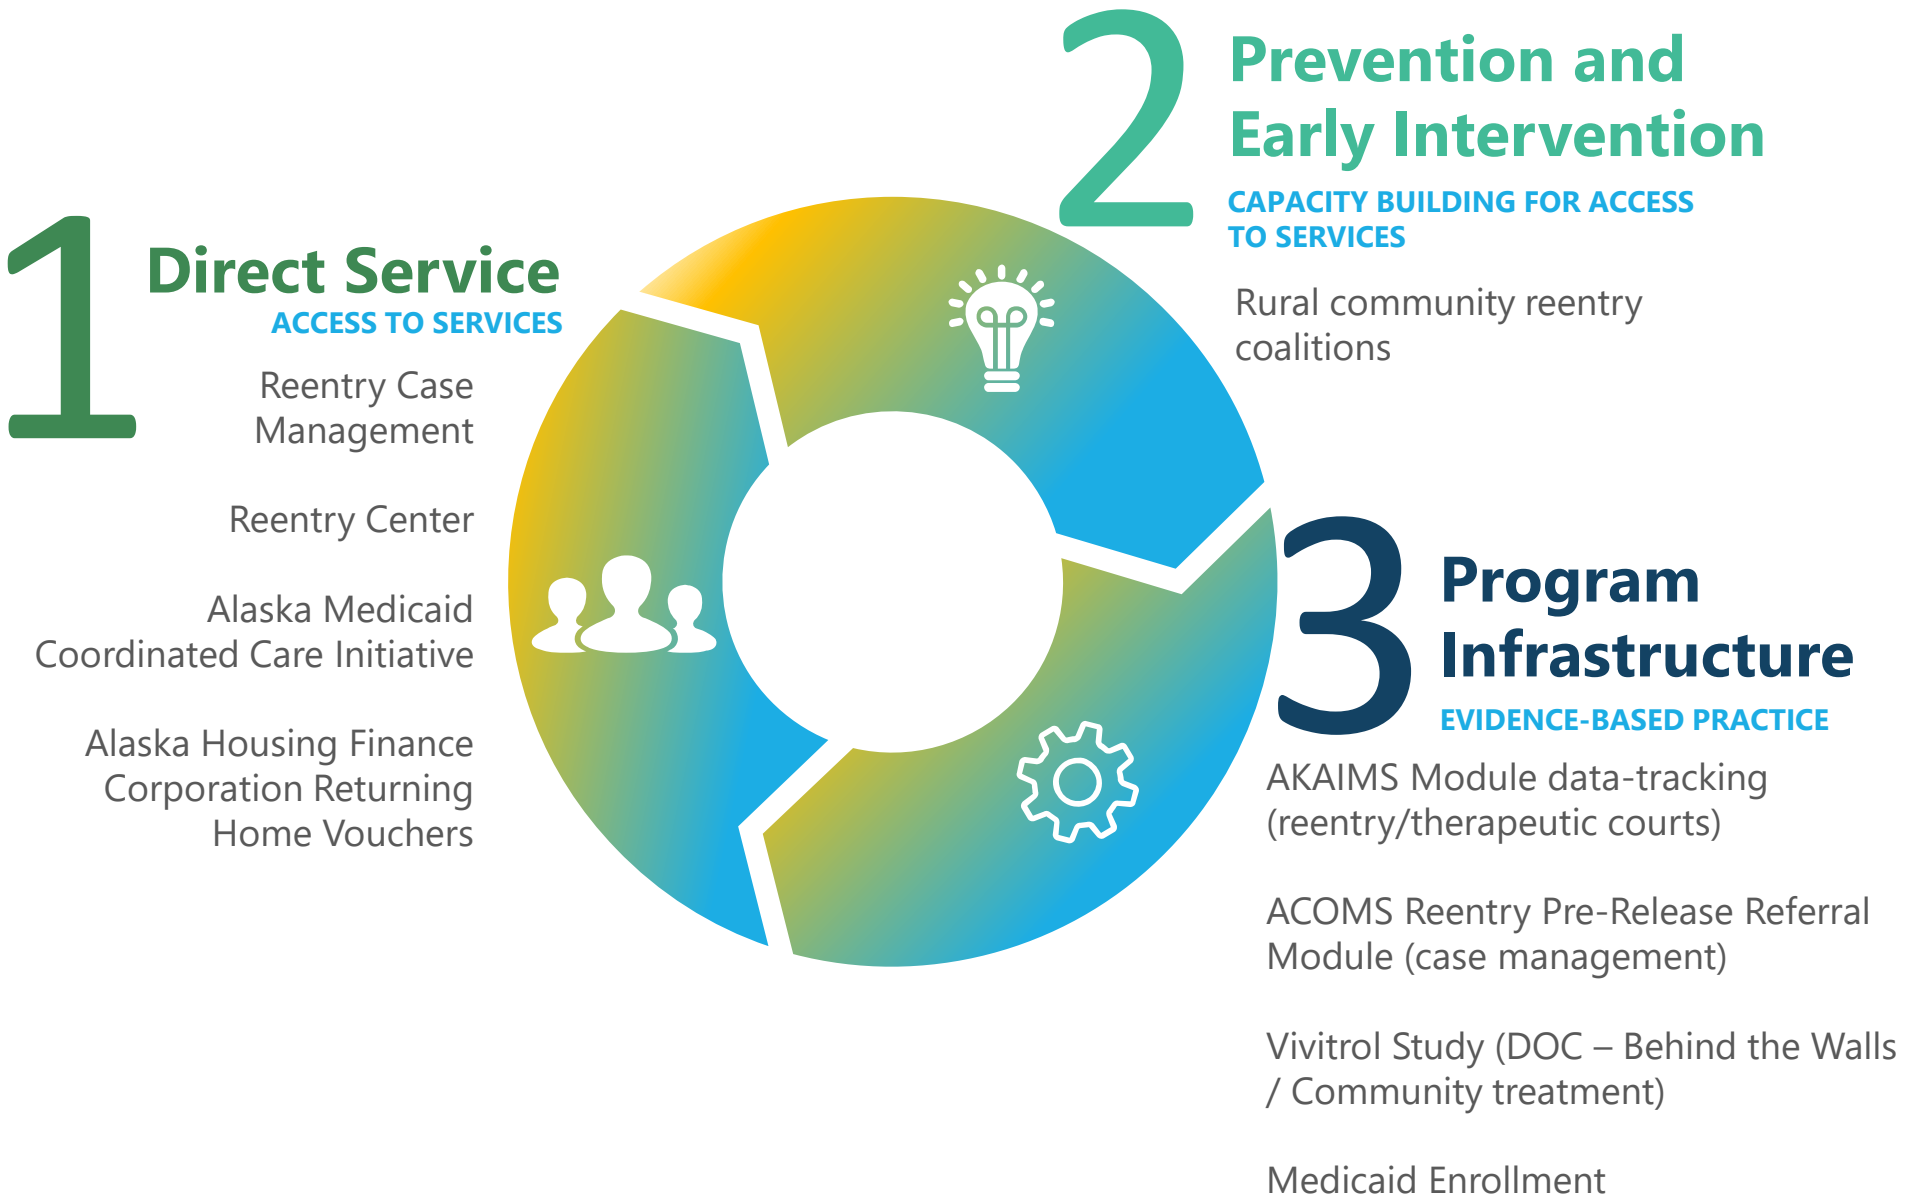 1
Direct Service
ACCESS TO SERVICES
Reentry Case
Management
Reentry Center
Alaska Medicaid
Coordinated Care Initiative
Alaska Housing Finance
Corporation Returning
Home Vouchers
2
Prevention and
Early Intervention
CAPACITY BUILDING FOR ACCESS
TO SERVICES
Rural community reentry
coalitions
3
Program
Infrastructure
EVIDENCE-BASED PRACTICE
AKAIMS Module data-tracking
(reentry/therapeutic courts)
ACOMS Reentry Pre-Release Referral
Module (case management)
Vivitrol Study (DOC – Behind the Walls
/ Community treatment)
Medicaid Enrollment